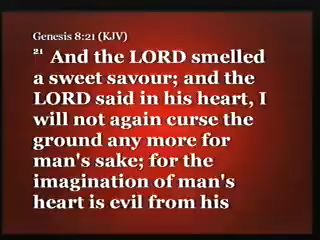 Genesis 8:21 (KJV)
21 And the LORD smelled
a sweet savour; and the
LORD said in his heart, I
will not again curse the
ground any more for
man's sake; for the
imagination of man's
heart is evil from his